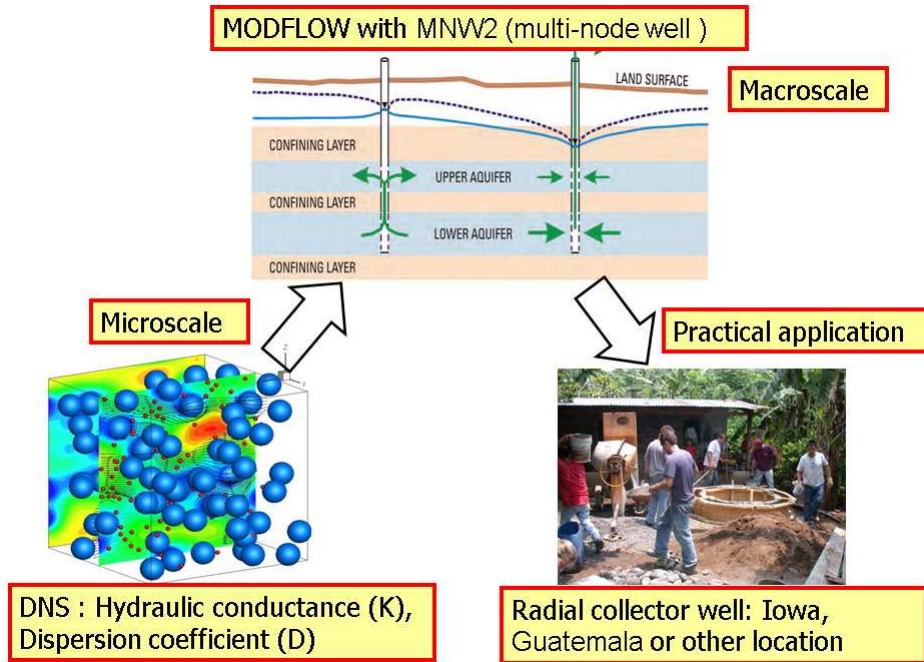 MODFLOW with MNW2 (multi-node well )
LAND SURFACE
Macroscale
CONFINING LAYER
UPPER AQUIFER
CONFINING LAYER
LOWER AQUIFER
CONFINING LAYER
Microscale
Practical application
Z
DNS : Hydraulic conductance (K),
Dispersion coefficient (D)
Radial collector well: Iowa,
Guatemala or other location